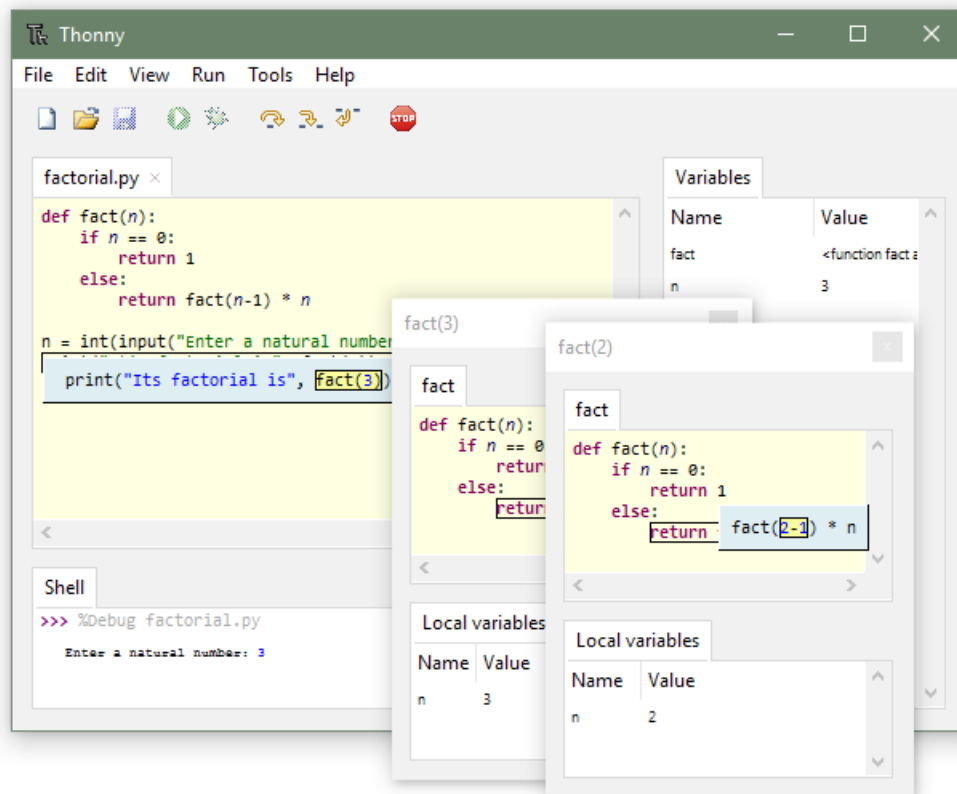 Thonny
File Edit View Run Tools Help
STOP
factorial.py
def fact(n):
    if n == 0:
        return 1
    else:
        return fact(n-1) * n
n = int(input("Enter a natural number
print("Its factorial is", fact(3))
Shell
>>> %Debug factorial.py
Enter a natural number: 3
Variables
Name Value
fact <function fact a
n 3
fact(3)
fact
def fact(n):
    if n == 0
        retur
    else:
        retur
Local variables
Name Value
n 3
fact(2)
fact
def fact(n):
    if n == 0:
        return 1
    else:
        return fact(2-1) * n
Local variables
Name Value
n 2